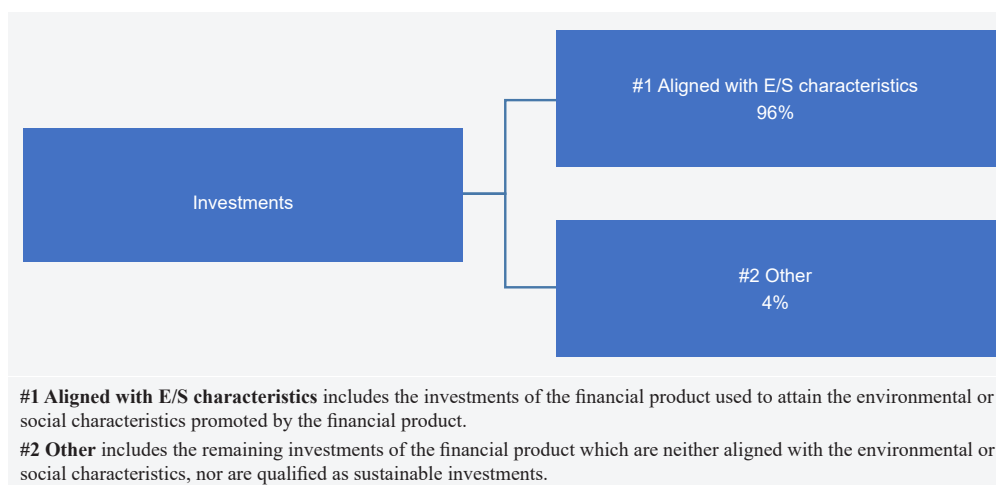 #1 Aligned with E/S characteristics
96%
Investments
#2 Other
4%
#1 Aligned with E/S characteristics includes the investments of the financial product used to attain the environmental or
social characteristics promoted by the financial product.
#2 Other includes the remaining investments of the financial product which are neither aligned with the environmental or
social characteristics, nor are qualified as sustainable investments.